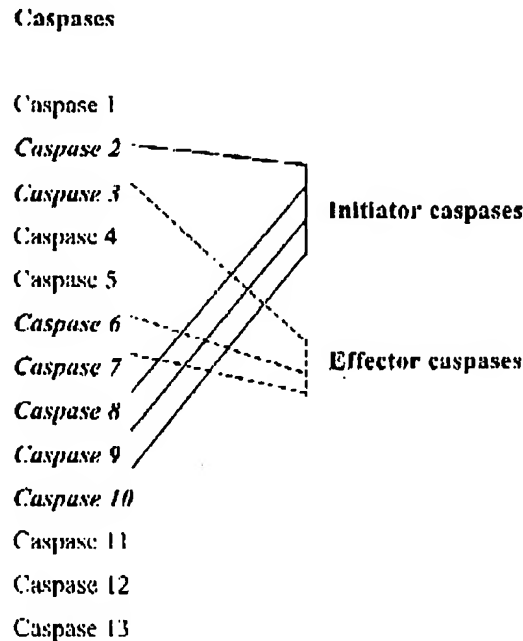 Caspases
Caspase 1
Caspase 2
Caspase 3
Initiator caspases
Caspase 4
Caspase 5
Caspase 6
Caspase 7
Effector caspases
Caspase 8
Caspase 9
Caspase 10
Caspase 11
Caspase 12
Caspase 13